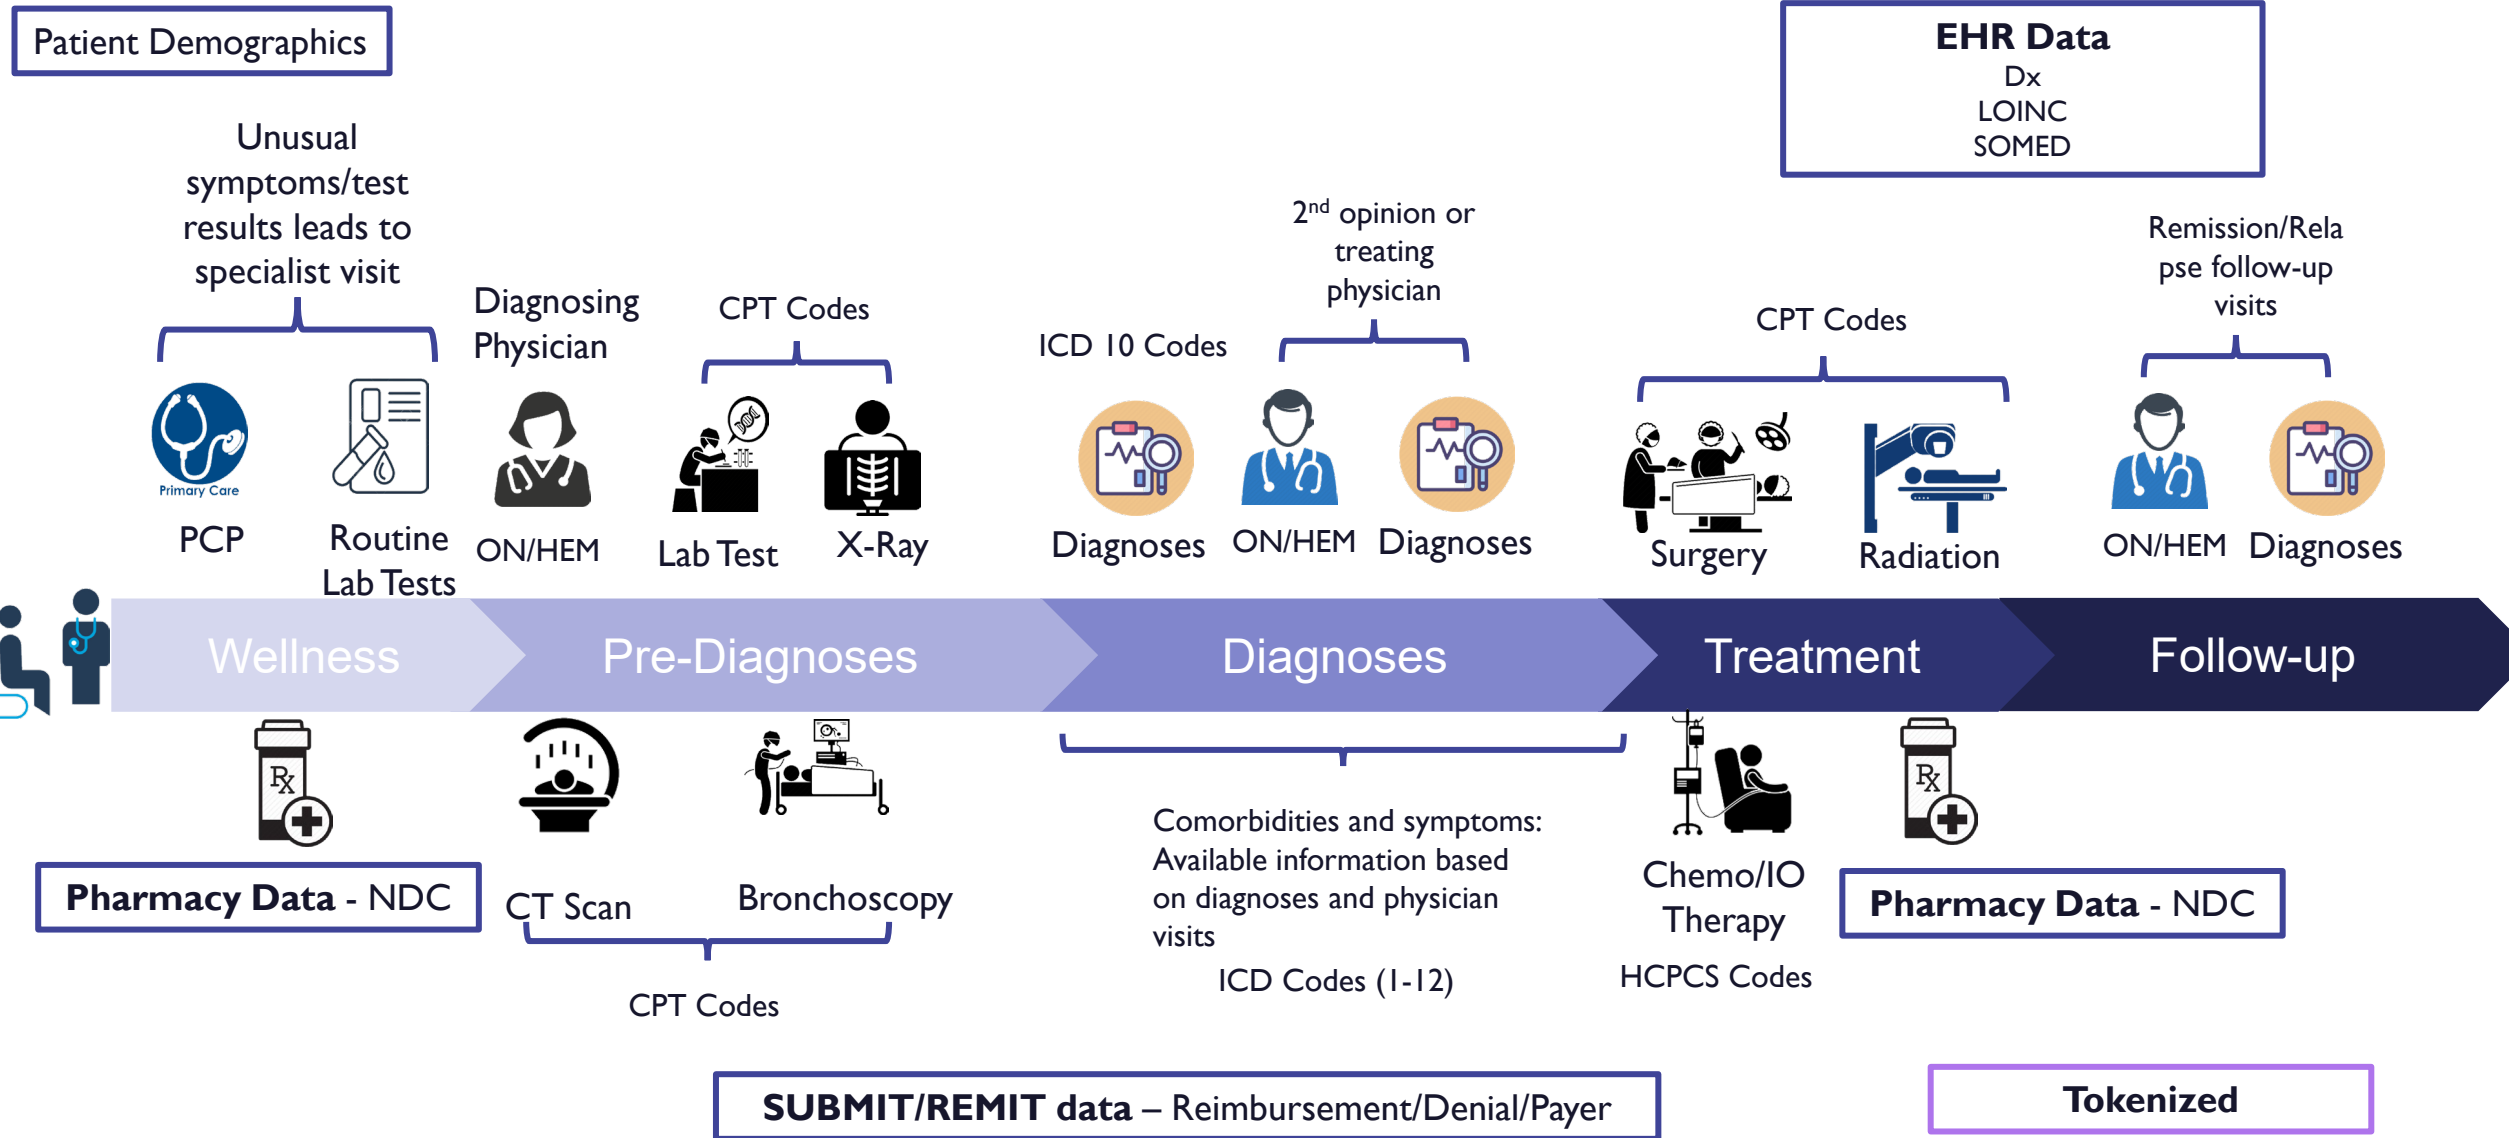 Patient Demographics
EHR Data
Dx
LOINC
SOMED
Unusual
symptoms/test
results leads to
specialist visit
Diagnosing
Physician
CPT Codes
ICD 10 Codes
2nd opinion or
treating
physician
CPT Codes
Remission/Rela
pse follow-up
visits
Primary Care
PCP
Routine
Lab Tests
ON/HEM
Lab Test
X-Ray
Diagnoses
ON/HEM
Diagnoses
Surgery
Radiation
ON/HEM
Diagnoses
Wellness
Pre-Diagnoses
Diagnoses
Treatment
Follow-up
Rx
Rx
Pharmacy Data - NDC
CT Scan
Bronchoscopy
CPT Codes
Comorbidities and symptoms:
Available information based
on diagnoses and physician
visits
ICD Codes (1-12)
Chemo/IO
Therapy
HCPCS Codes
Pharmacy Data - NDC
SUBMIT/REMIT data – Reimbursement/Denial/Payer
Tokenized